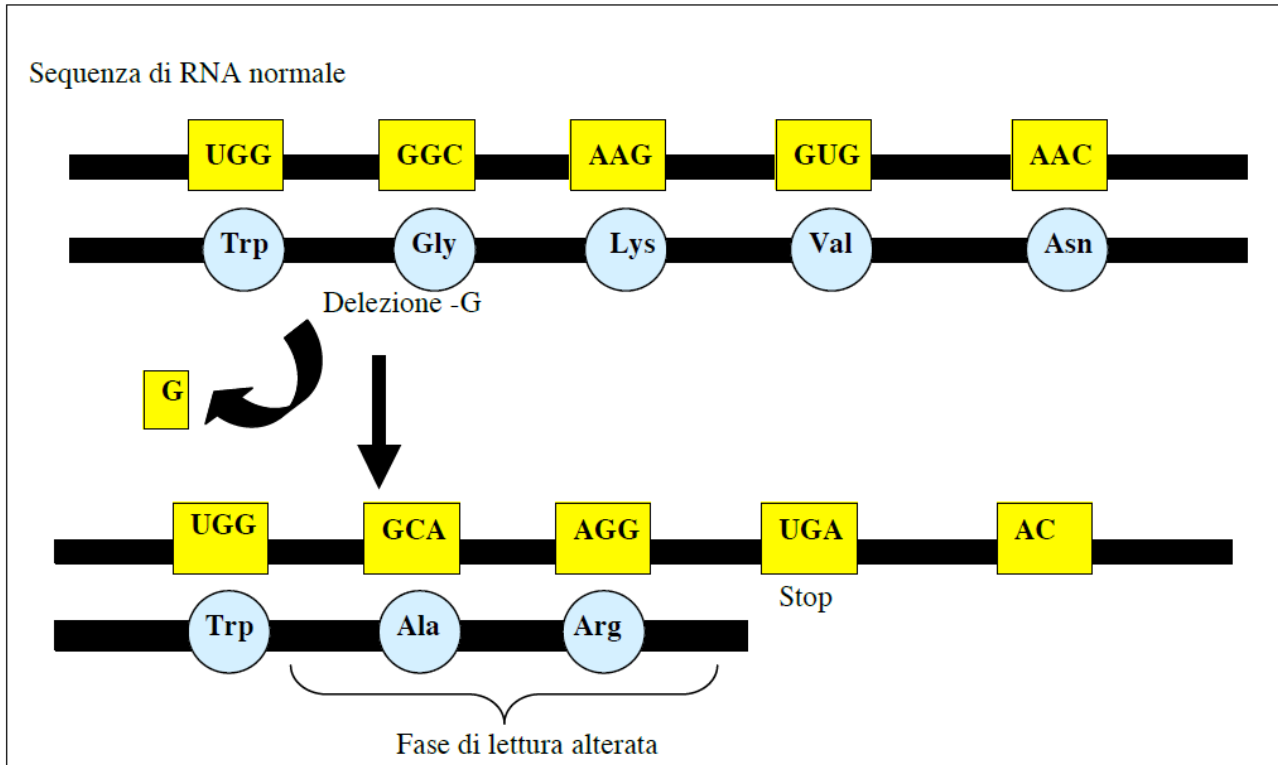 Sequenza di RNA normale
UGG GGC AAG GUG AAC
Trp Gly Lys Val Asn
Delezione -G
G
UGG GCA AGG UGA AC
Stop
Trp Ala Arg
Fase di lettura alterata